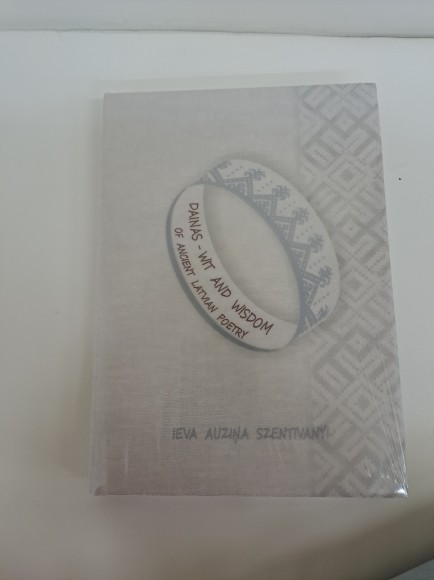 DAINAS - WIT AND WISDOM
OF ANCIENT LATVIAN POETRY
IEVA AUZIŅA SZENTIVANYI